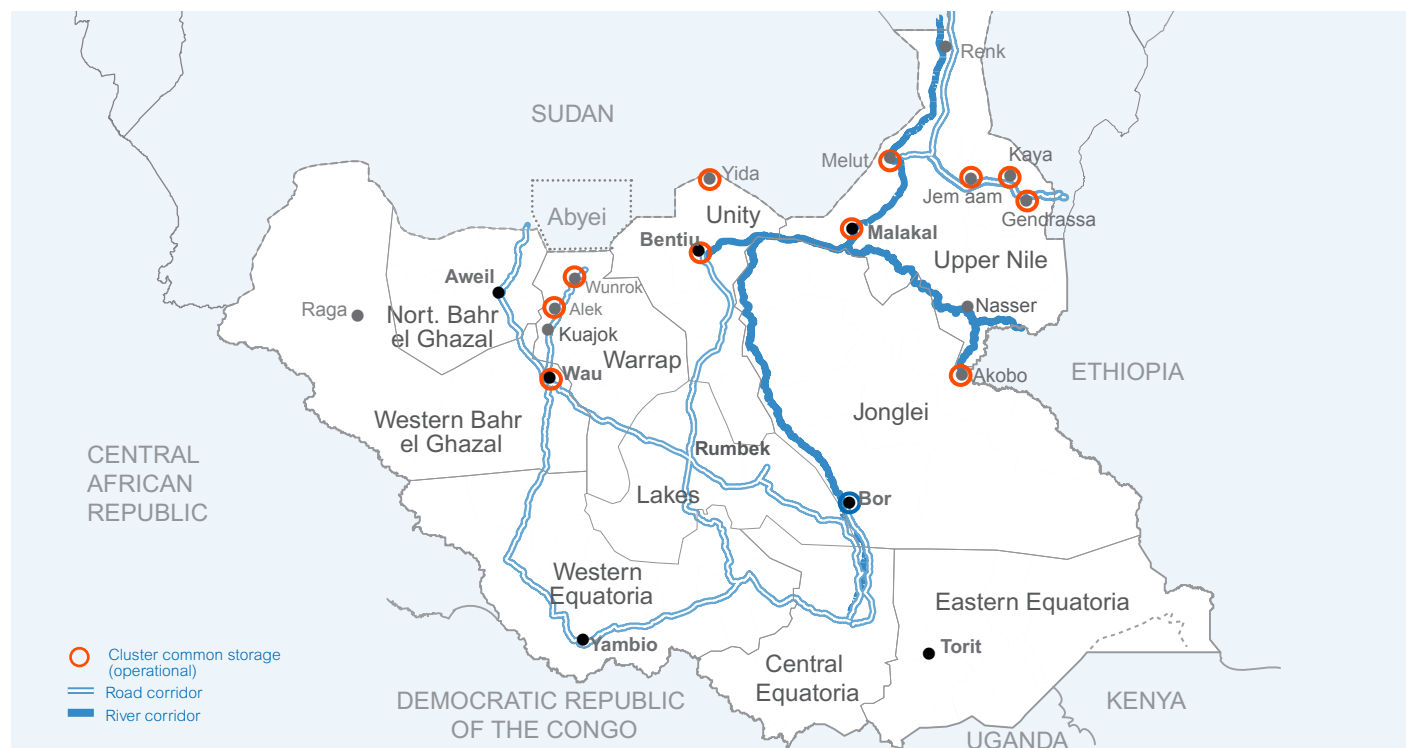 Renk
SUDAN
Melut
Kaya
Yida
Jem aam
Abyei
Unity
Gendrassa
Malakal
Bentiu
Upper Nile
Aweil
Wunrok
Raga
Alek
Nasser
Nort. Bahr
el Ghazal
Kuajok
Warrap
Wau
Akobo
ETHIOPIA
Western Bahr
el Ghazal
Jonglei
CENTRAL
AFRICAN
REPUBLIC
Rumbek
Lakes
Bor
Western
Equatoria
Eastern Equatoria
Yambio
Torit
Central
Equatoria
Cluster common storage
(operational)
Road corridor
River corridor
DEMOCRATIC REPUBLIC
OF THE CONGO
KENYA
UGANDA